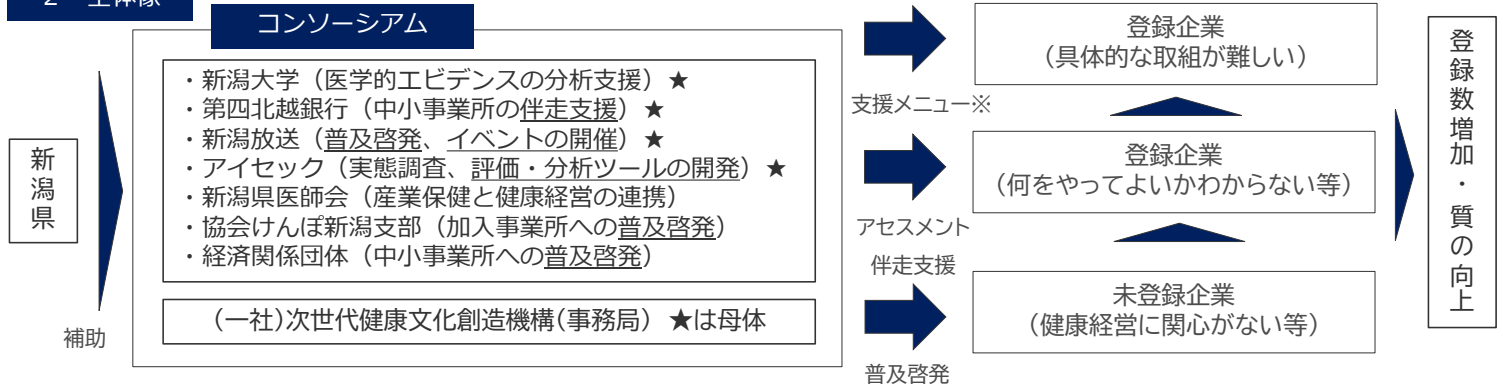 2 全体像
コンソーシアム
新潟県
補助
・新潟大学（医学的エビデンスの分析支援）★
・第四北越銀行（中小事業所の伴走支援）★
・新潟放送（普及啓発、イベントの開催）★
・アイセック（実態調査、評価・分析ツールの開発）★
・新潟県医師会（産業保健と健康経営の連携）
・協会けんぽ新潟支部（加入事業所への普及啓発）
・経済関係団体（中小事業所への普及啓発）
（一社）次世代健康文化創造機構(事務局) ★は母体
支援メニュー※
アセスメント
伴走支援
普及啓発
登録企業
（具体的な取組が難しい）
登録企業
（何をやってよいかわからない等）
未登録企業
（健康経営に関心がない等）
登録数増加・質の向上